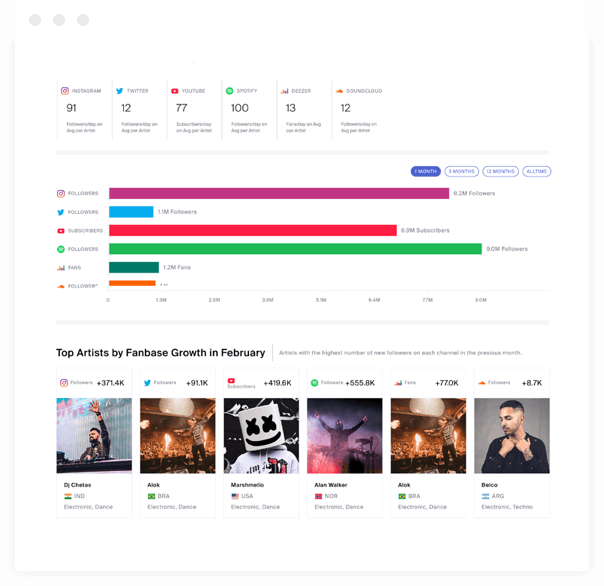 INSTAGRAM TWITTER YOUTUBE SPOTIFY DEEZER SOUNDCLOUD
91 12 77 100 13 12
Followers/day on Followers/day on Subscribers/day Followers/day on Fans/day on Avg Followers/day on
Avg per Artist Avg per Artist on Avg per Artist Avg per Artist per Artist Avg per Artist
1 MONTH 3 MONTHS 12 MONTHS ALLTIME
FOLLOWERS 8.2M Followers
FOLLOWERS 1.1M Followers
SUBSCRIBERS 6.9M Subscribers
FOLLOWERS 9.0M Followers
FANS 1.2M Fans
0 1.3M 2.6M 3.9M 5.1M 6.4M 7.7M 9.0M
Top Artists by Fanbase Growth in February Artists with the highest number of new followers on each channel in the previous month.
Followers +371.4K Followers +91.1K Subscribers +419.6K Followers +555.8K Fans +77.0K Followers +8.7K
Dj Chetas Alok Marshmello Alan Walker Alok Beico
IND BRA USA NOR BRA ARG
Electronic, Dance Electronic, Dance Electronic, Dance Electronic, Dance Electronic, Dance Electronic, Techno